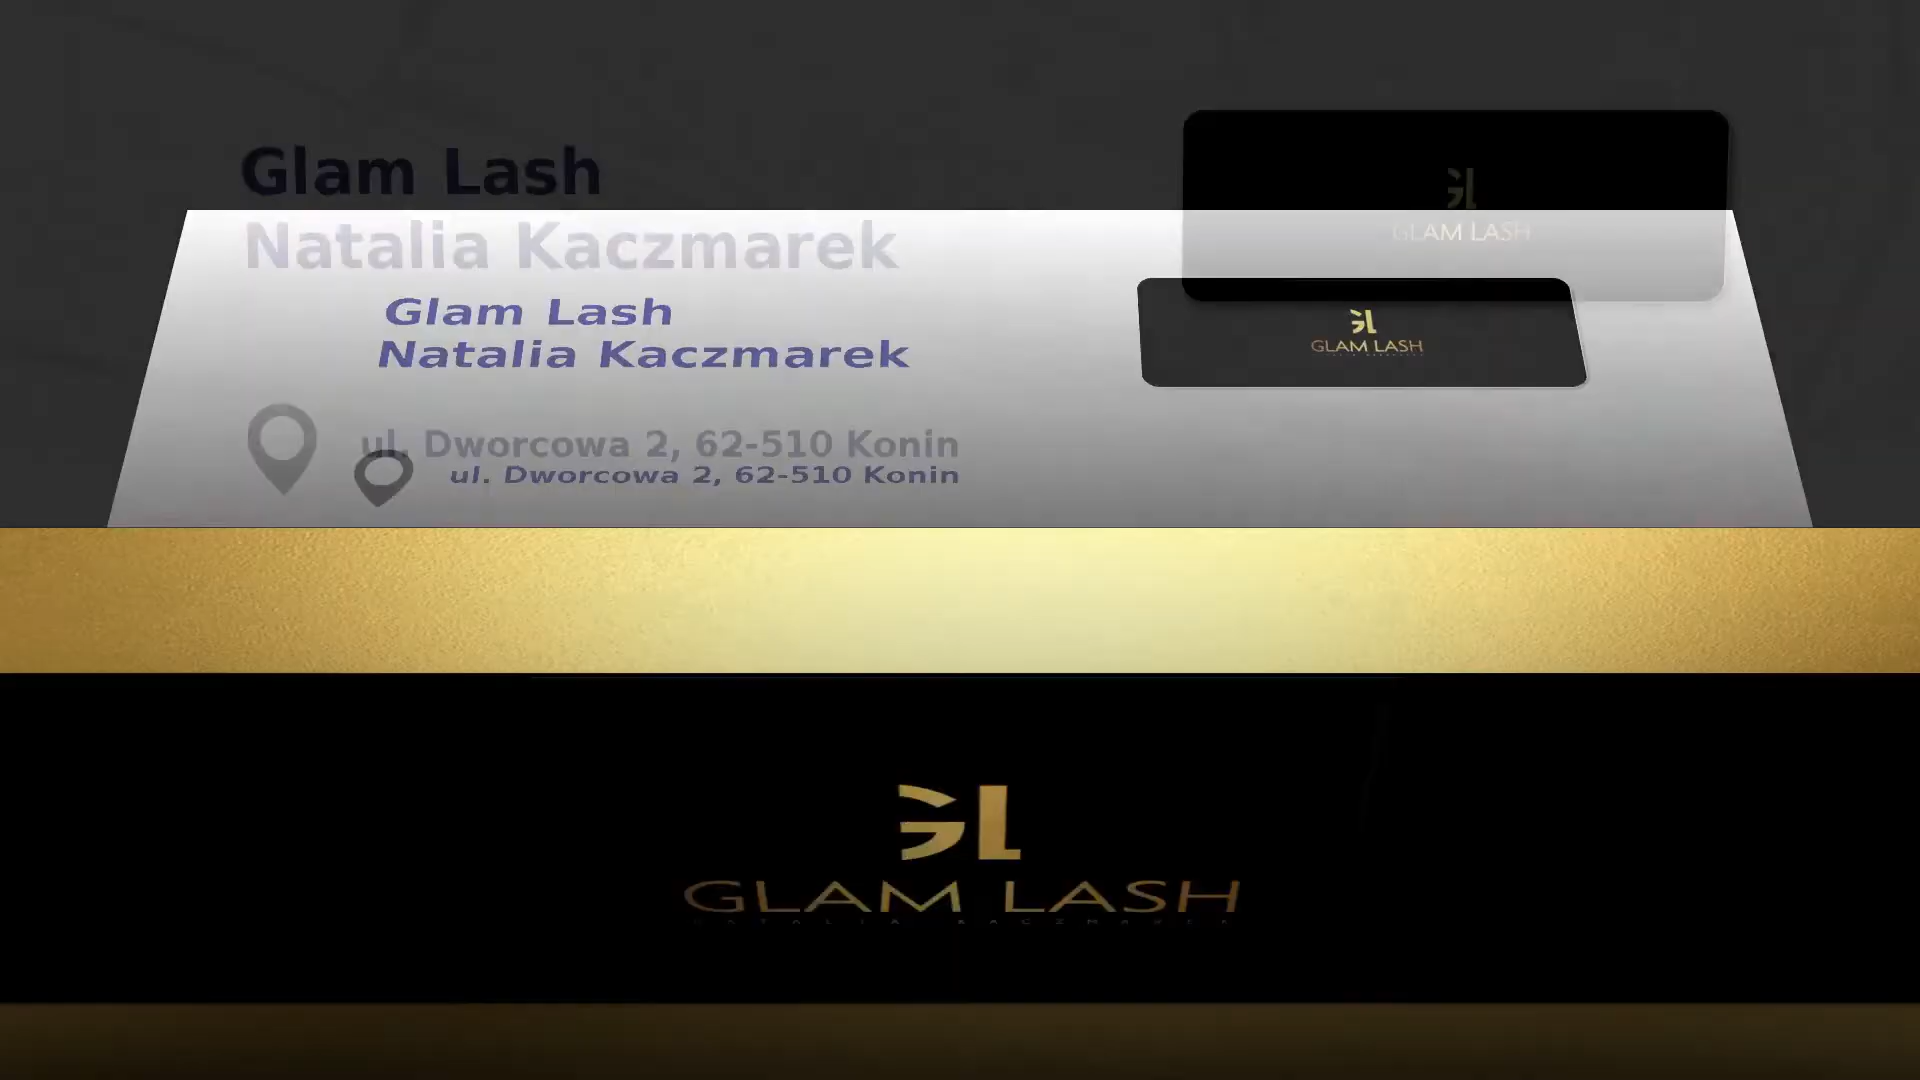 Glam Lash
Natalia Kaczmarek
GLAM LASH
Glam Lash
Natalia Kaczmarek
GLAM LASH
ul. Dworcowa 2, 62-510 Konin
ul. Dworcowa 2, 62-510 Konin
GL
GLAM LASH